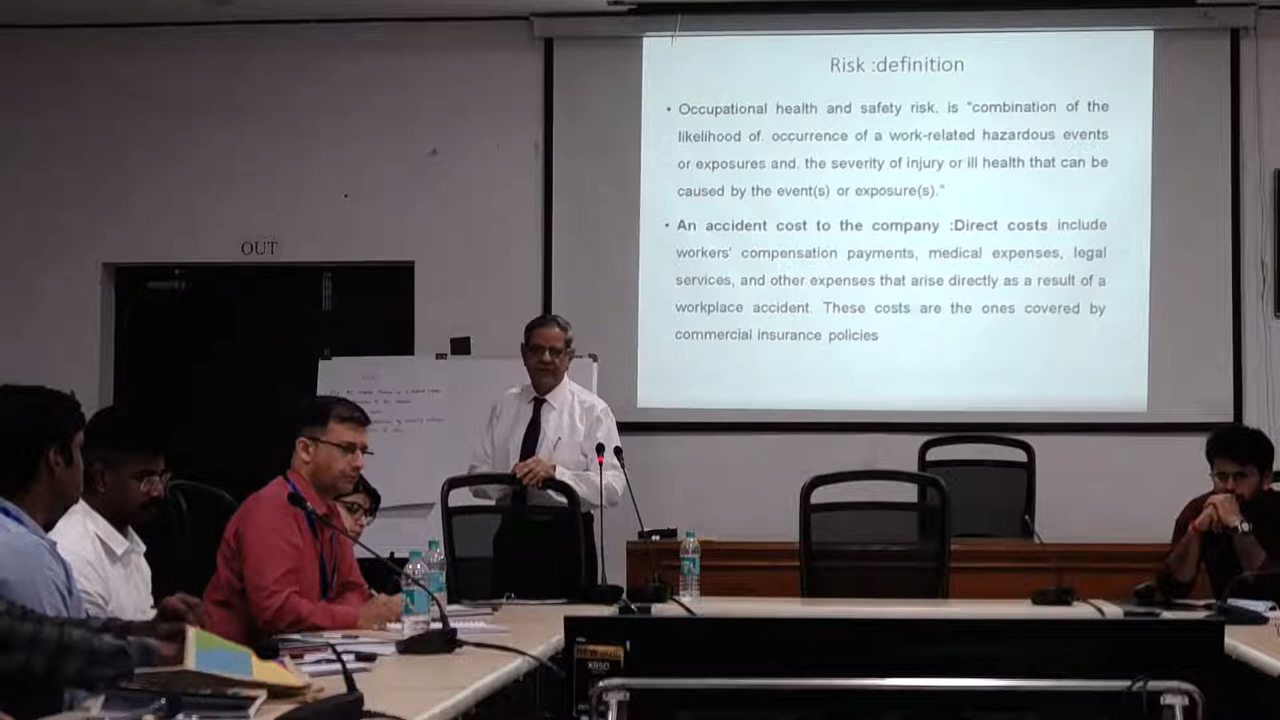 Risk :definition
• Occupational health and safety risk. is "combination of the
likelihood of. occurrence of a work-related hazardous events
or exposures and. the severity of injury or ill health that can be
caused by the event(s) or exposure(s)."
• An accident cost to the company :Direct costs include
workers' compensation payments, medical expenses, legal
services, and other expenses that arise directly as a result of a
workplace accident. These costs are the ones covered by
commercial insurance policies
OUT
NEW
X85D